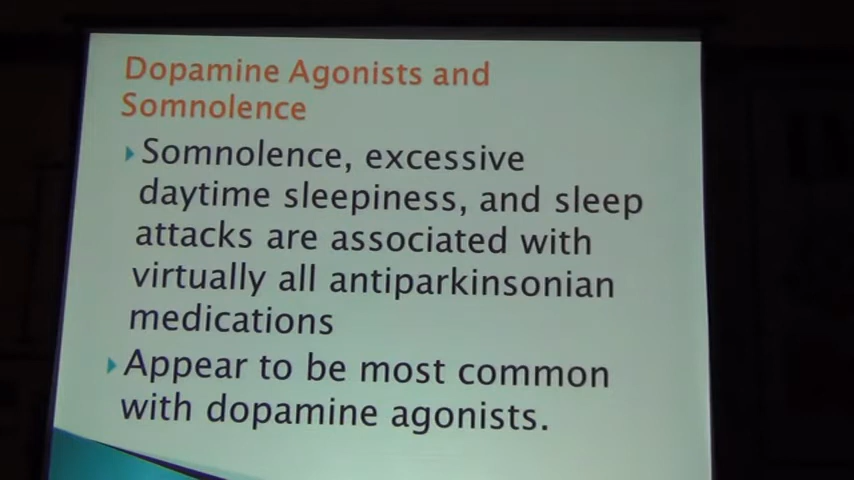 Dopamine Agonists and
Somnolence
Somnolence, excessive
daytime sleepiness, and sleep
attacks are associated with
virtually all antiparkinsonian
medications
Appear to be most common
with dopamine agonists.